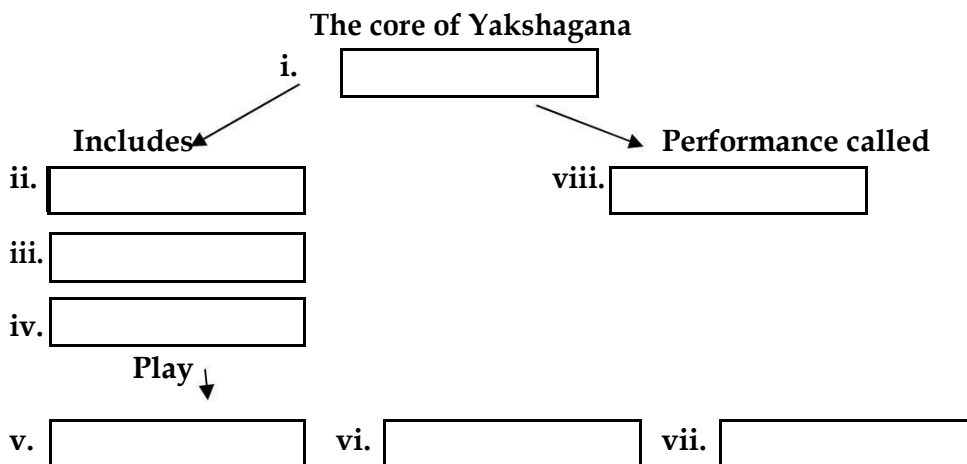 The core of Yakshagana
i.
Includes
Performance called
ii.
viii.
iii.
iv.
Play
v.
vi.
vii.